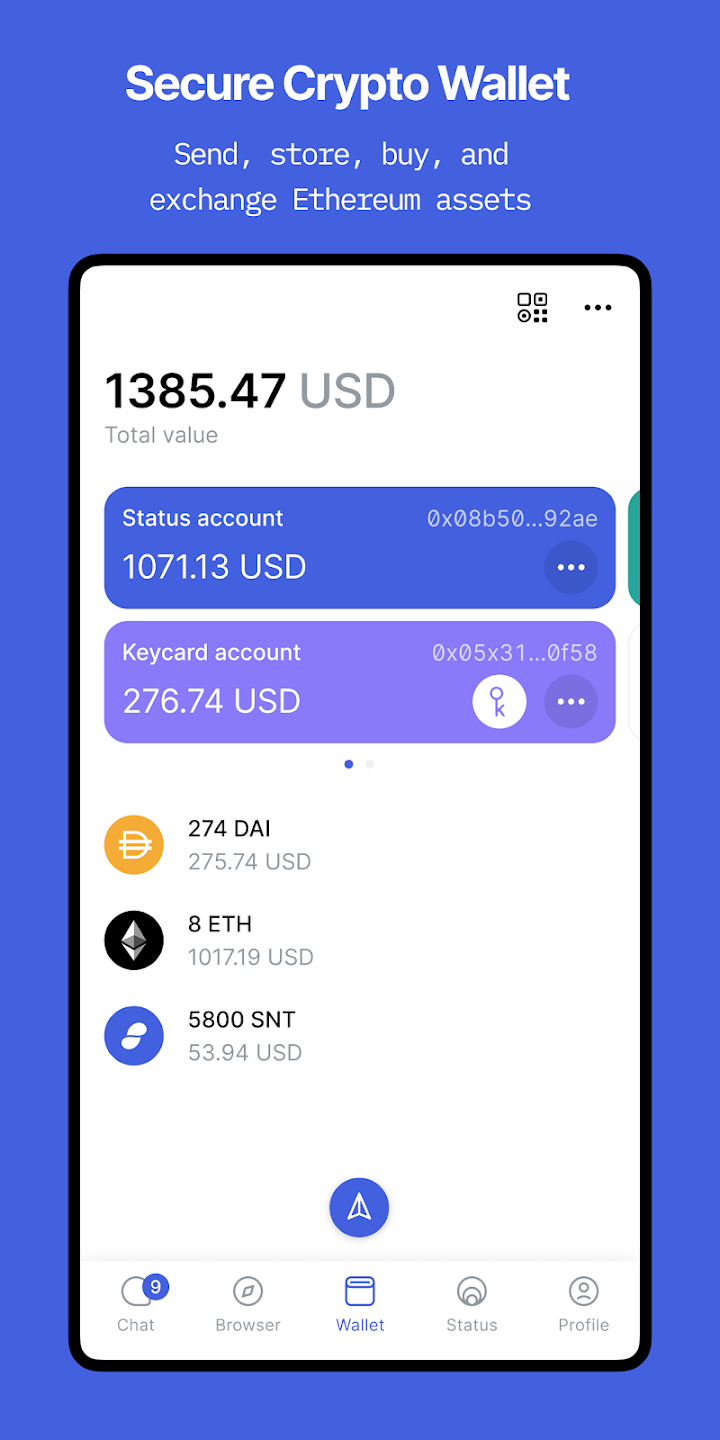 Secure Crypto Wallet
Send, store, buy, and
exchange Ethereum assets
1385.47 USD
Total value
Status account 0x08b50...92ae
1071.13 USD
Keycard account 0x05x31...0f58
276.74 USD
274 DAI
275.74 USD
8 ETH
1017.19 USD
5800 SNT
53.94 USD
9
Chat Browser Wallet Status Profile